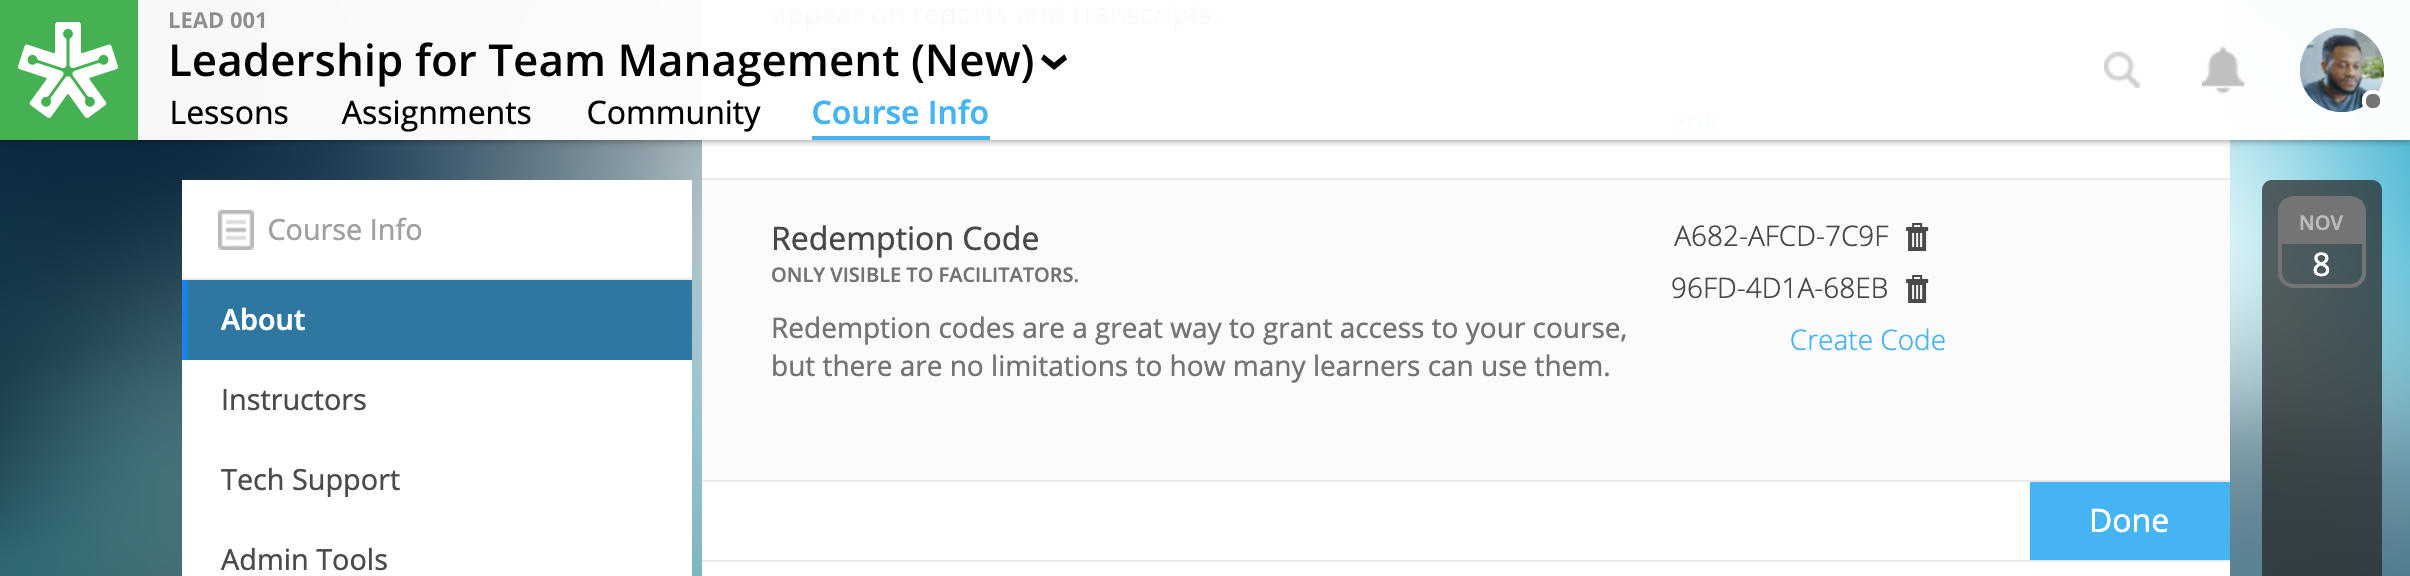 appear on reports and transcripts.
LEAD 001
Leadership for Team Management (New)
Lessons Assignments Community Course Info
Edit
Course Info
About
Instructors
Tech Support
Admin Tools
Redemption Code
ONLY VISIBLE TO FACILITATORS.
Redemption codes are a great way to grant access to your course,
but there are no limitations to how many learners can use them.
A682-AFCD-7C9F
96FD-4D1A-68EB
Create Code
Done
NOV
8